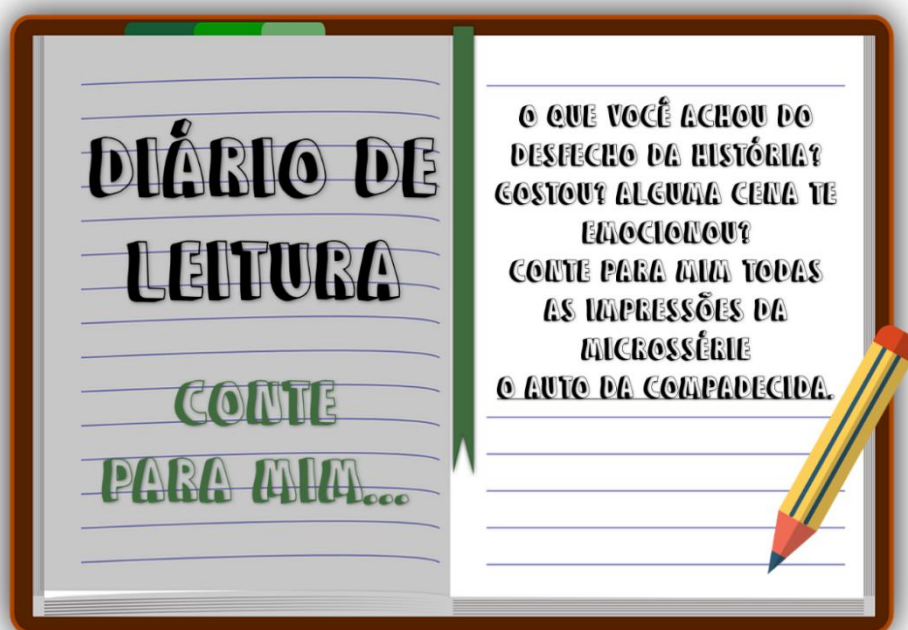 DIÁRIO DE
LEITURA
CONTE
PARA MIM...
O QUE VOCÊ ACHOU DO
DESFECHO DA HISTÓRIA?
GOSTOU? ALGUMA CENA TE
EMOCIONOU?
CONTE PARA MIM TODAS
AS IMPRESSÕES DA
MICROSSÉRIE
O AUTO DA COMPADECIDA.